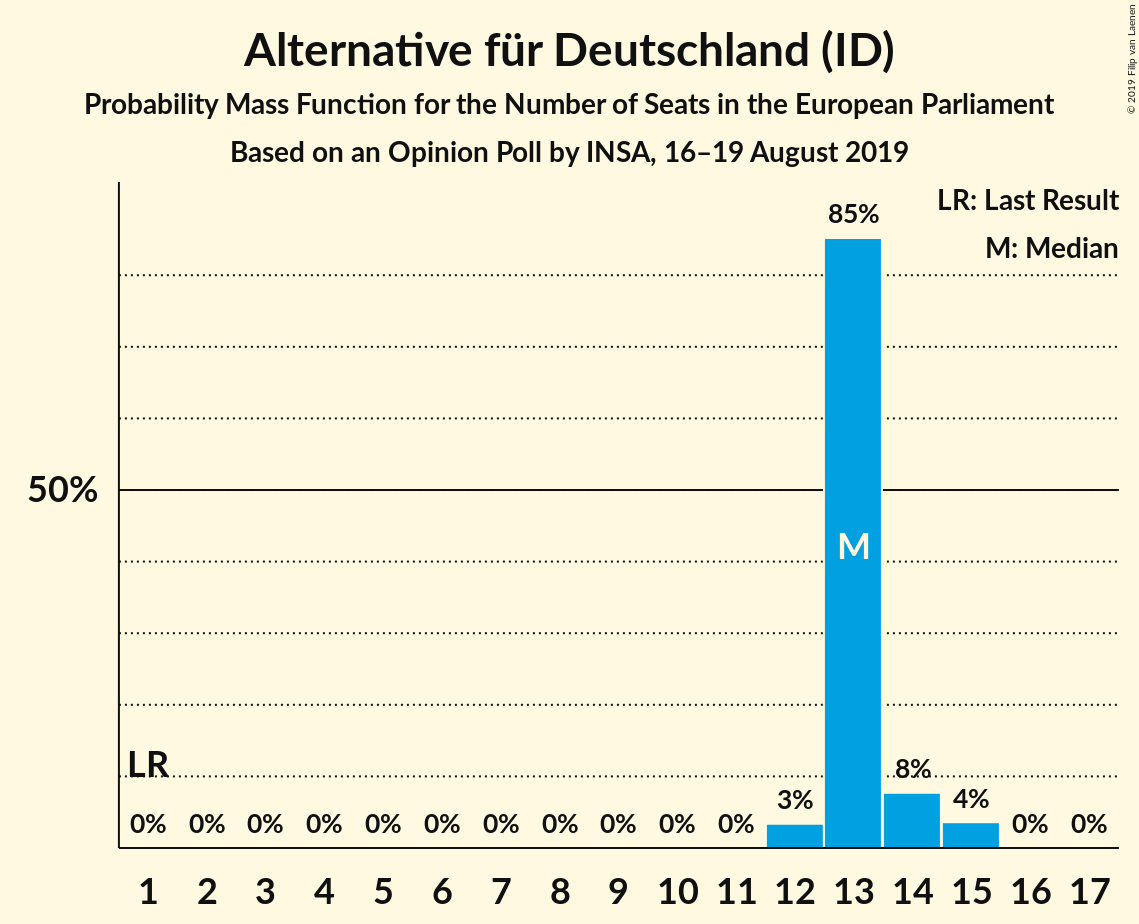 Alternative für Deutschland (ID)
Probability Mass Function for the Number of Seats in the European Parliament
Based on an Opinion Poll by INSA, 16–19 August 2019
© 2019 Filip van Laenen
LR: Last Result
M: Median
85%
50%
M
LR
0% 0% 0% 0% 0% 0% 0% 0% 0% 0% 0% 3% 8% 4% 0% 0%
1 2 3 4 5 6 7 8 9 10 11 12 13 14 15 16 17